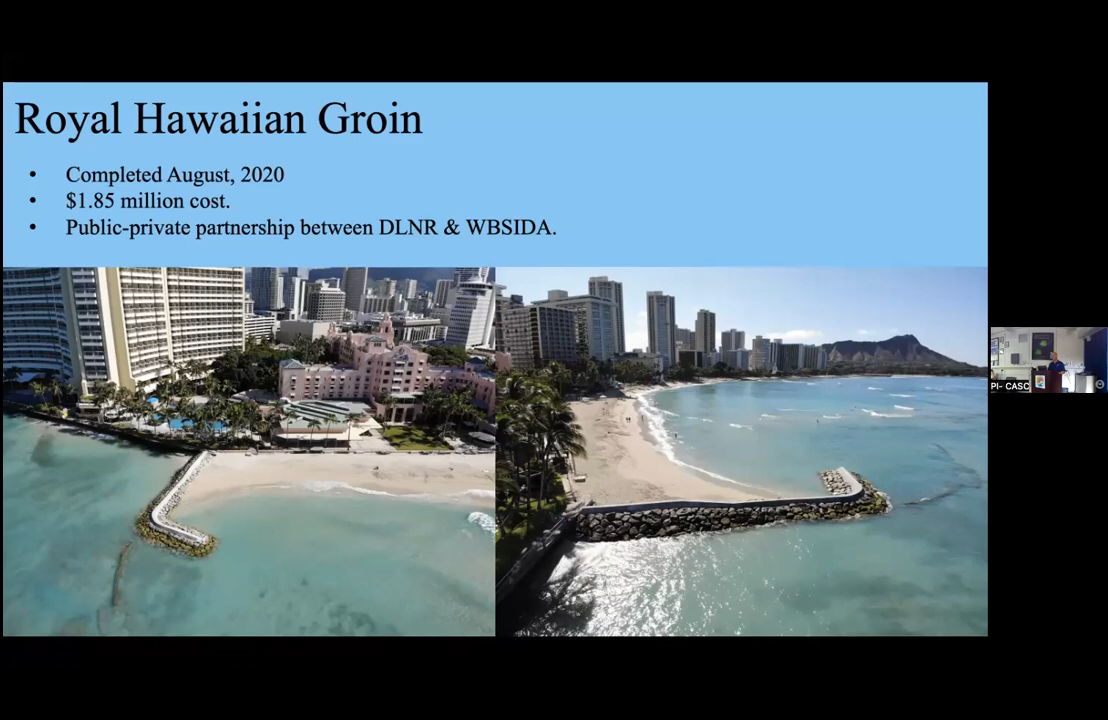 Royal Hawaiian Groin
• Completed August, 2020
• $1.85 million cost.
• Public-private partnership between DLNR & WBSIDA.
PI- CASC